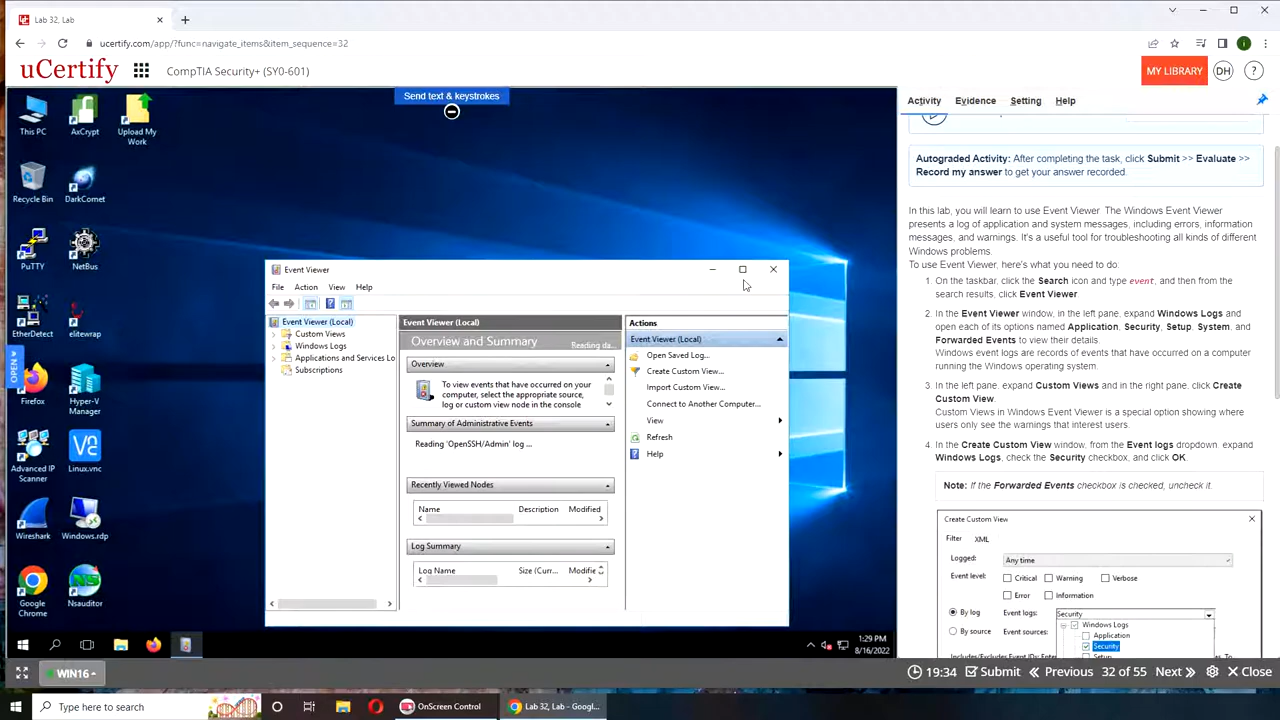 Lab 32, Lab
ucertify.com/app/?func=navigate_items&item_sequence=32
i
uCertify
CompTIA Security+ (SY0-601)
MY LIBRARY
DH
?
Send text & keystrokes
This PC
AxCrypt
Upload My
Work
Recycle Bin
DarkComet
PuTTY
NetBus
EtherDetect
elitewrap
OPEN
Firefox
Hyper-V
Manager
Advanced IP
Scanner
Linux.vnc
Wireshark
Windows.rdp
Google
Chrome
Nsauditor
Event Viewer
File Action View Help
Event Viewer (Local)
Custom Views
Windows Logs
Applications and Services Lo
Subscriptions
Event Viewer (Local)
Overview and Summary
Reading da...
Overview
To view events that have occurred on your
computer, select the appropriate source,
log or custom view node in the console
Summary of Administrative Events
Reading 'OpenSSH/Admin' log ...
Recently Viewed Nodes
Name Description Modified
Log Summary
Log Name Size (Curr... Modifie
Actions
Event Viewer (Local)
Open Saved Log...
Create Custom View...
Import Custom View...
Connect to Another Computer...
View
Refresh
Help
1:29 PM
8/16/2022
Activity Evidence Setting Help
Autograded Activity: After completing the task, click Submit >> Evaluate >>
Record my answer to get your answer recorded.
In this lab, you will learn to use Event Viewer. The Windows Event Viewer
presents a log of application and system messages, including errors, information
messages, and warnings. It's a useful tool for troubleshooting all kinds of different
Windows problems.
To use Event Viewer, here's what you need to do:
1. On the taskbar, click the Search icon and type event, and then from the
search results, click Event Viewer
2. In the Event Viewer window, in the left pane, expand Windows Logs and
open each of its options named Application, Security, Setup, System, and
Forwarded Events to view their details.
Windows event logs are records of events that have occurred on a computer
running the Windows operating system.
3. In the left pane, expand Custom Views and in the right pane, click Create
Custom View.
Custom Views in Windows Event Viewer is a special option showing where
users only see the warnings that interest users.
4. In the Create Custom View window, from the Event logs dropdown, expand
Windows Logs, check the Security checkbox, and click OK.
Note: If the Forwarded Events checkbox is checked, uncheck it.
Create Custom View
Filter XML
Logged: Any time
Event level: Critical Warning Verbose
Error Information
By log Event logs: Security
Windows Logs
By source Event sources: Application
Security
WIN16
19:34 Submit Previous 32 of 55 Next Close
Type here to search
OnScreen Control
Lab 32, Lab - Googl...